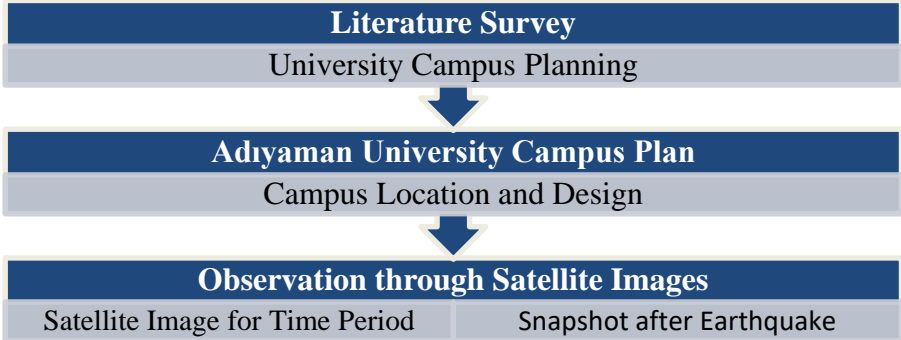 Literature Survey
University Campus Planning
Adıyaman University Campus Plan
Campus Location and Design
Observation through Satellite Images
Satellite Image for Time Period
Snapshot after Earthquake